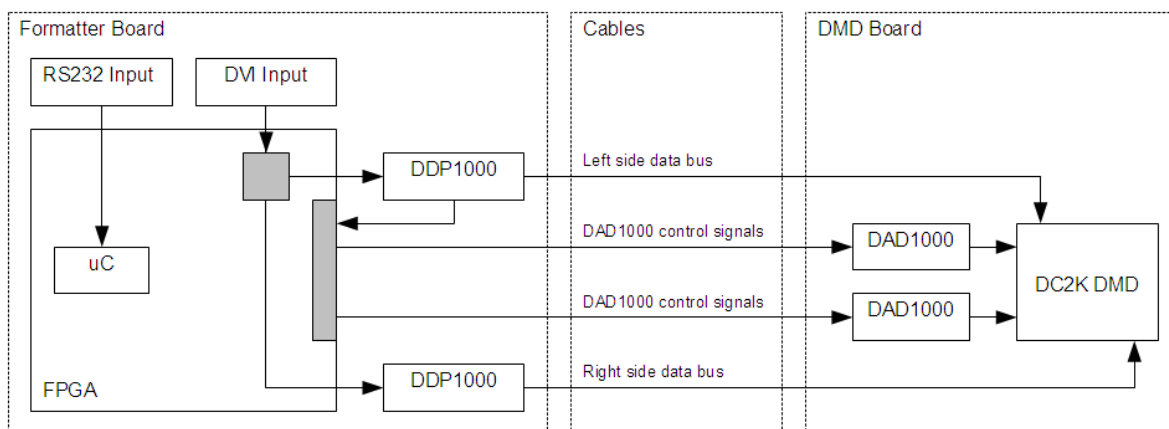 Formatter Board
Cables
DMD Board
RS232 Input
DVI Input
DDP1000
Left side data bus
DAD1000 control signals
DAD1000
uC
DC2K DMD
DAD1000 control signals
DAD1000
Right side data bus
DDP1000
FPGA